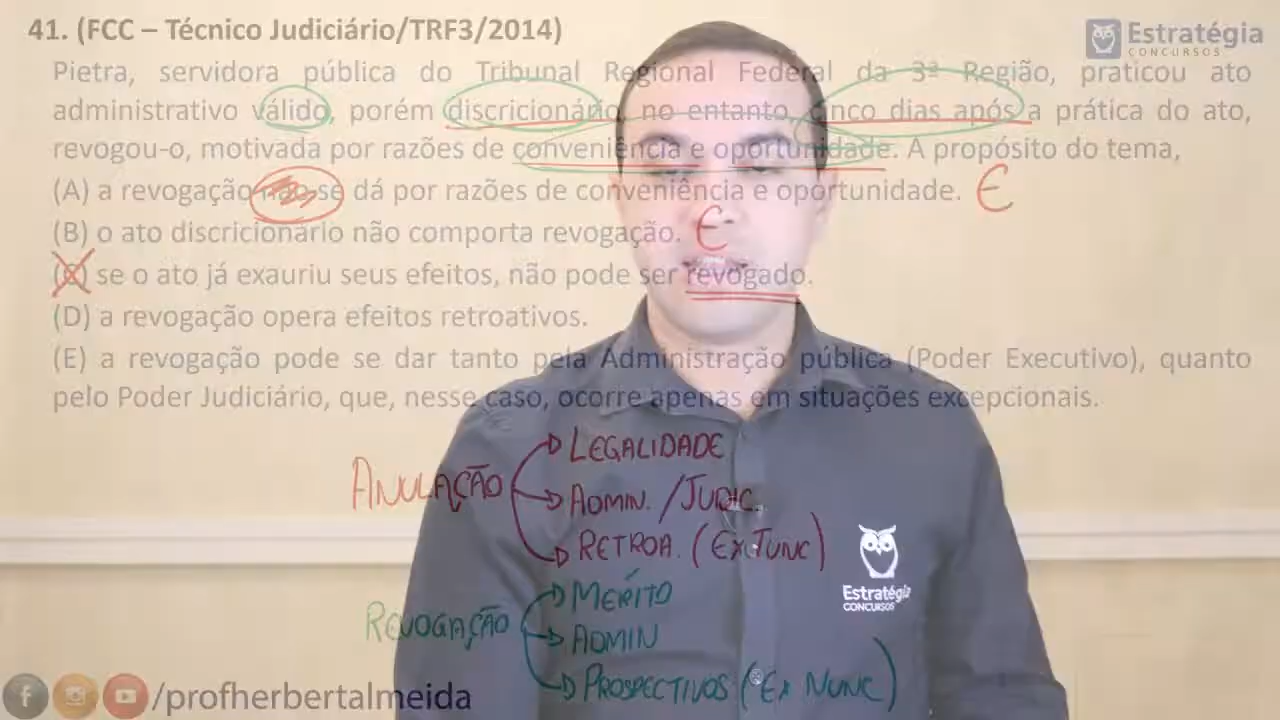 41. (FCC – Técnico Judiciário/TRF3/2014)
Estratégia
CONCURSOS
Pietra, servidora pública do Tribunal Regional Federal da 3ª Região, praticou ato
administrativo válido, porém discricionário, no entanto, cinco dias após a prática do ato,
revogou-o, motivada por razões de conveniência e oportunidade. A propósito do tema,
(A) a revogação não se dá por razões de conveniência e oportunidade. E
(B) o ato discricionário não comporta revogação. E
(C) se o ato já exauriu seus efeitos, não pode ser revogado.
(D) a revogação opera efeitos retroativos.
(E) a revogação pode se dar tanto pela Administração pública (Poder Executivo), quanto
pelo Poder Judiciário, que, nesse caso, ocorre apenas em situações excepcionais.
LEGALIDADE
ANULAÇÃO
ADMIN. / JUDIC.
RETROA. (EX TUNC)
MÉRITO
REVOGAÇÃO
ADMIN
PROSPECTIVOS (EX NUNC)
Estratégia
CONCURSOS
/profherbertalmeida